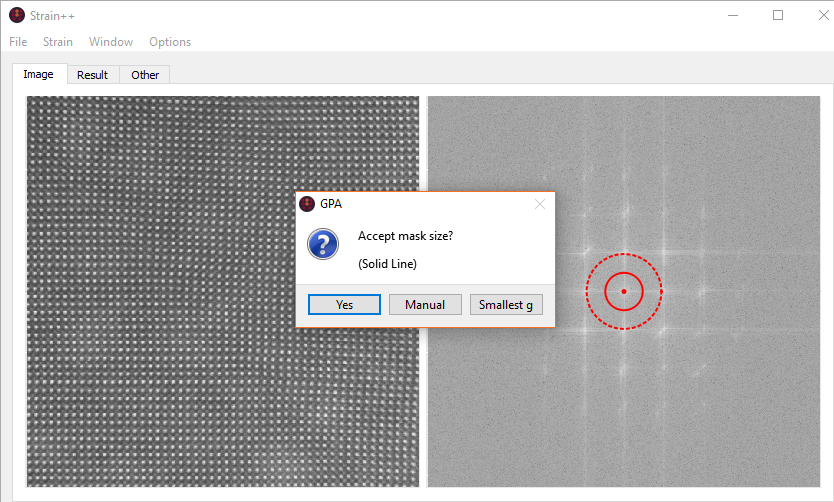 Strain++
File Strain Window Options
Image Result Other
GPA
Accept mask size?
(Solid Line)
Yes Manual Smallest g